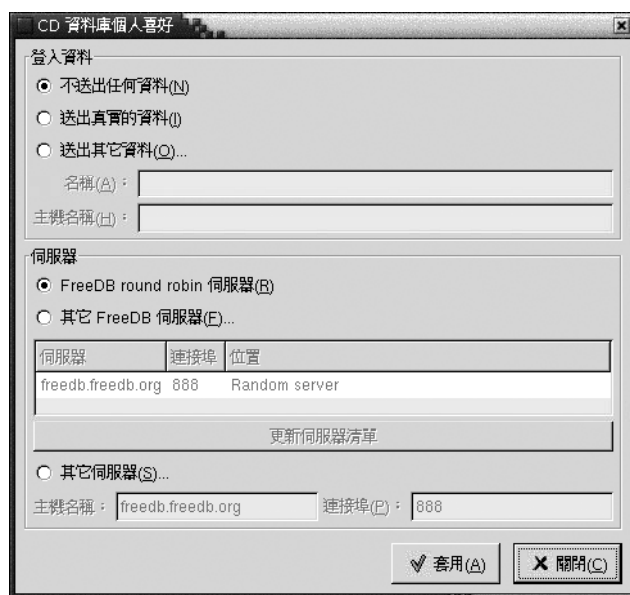 CD 資料庫個人喜好
登入資料
不送出任何資料(N)
送出真實的資料(I)
送出其它資料(O)...
名稱(A)：
主機名稱(H)：
伺服器
FreeDB round robin 伺服器(R)
其它 FreeDB 伺服器(F)...
伺服器 連接埠 位置
freedb.freedb.org 888 Random server
更新伺服器清單
其它伺服器(S)...
主機名稱： freedb.freedb.org 連接埠(P)： 888
套用(A) 關閉(C)